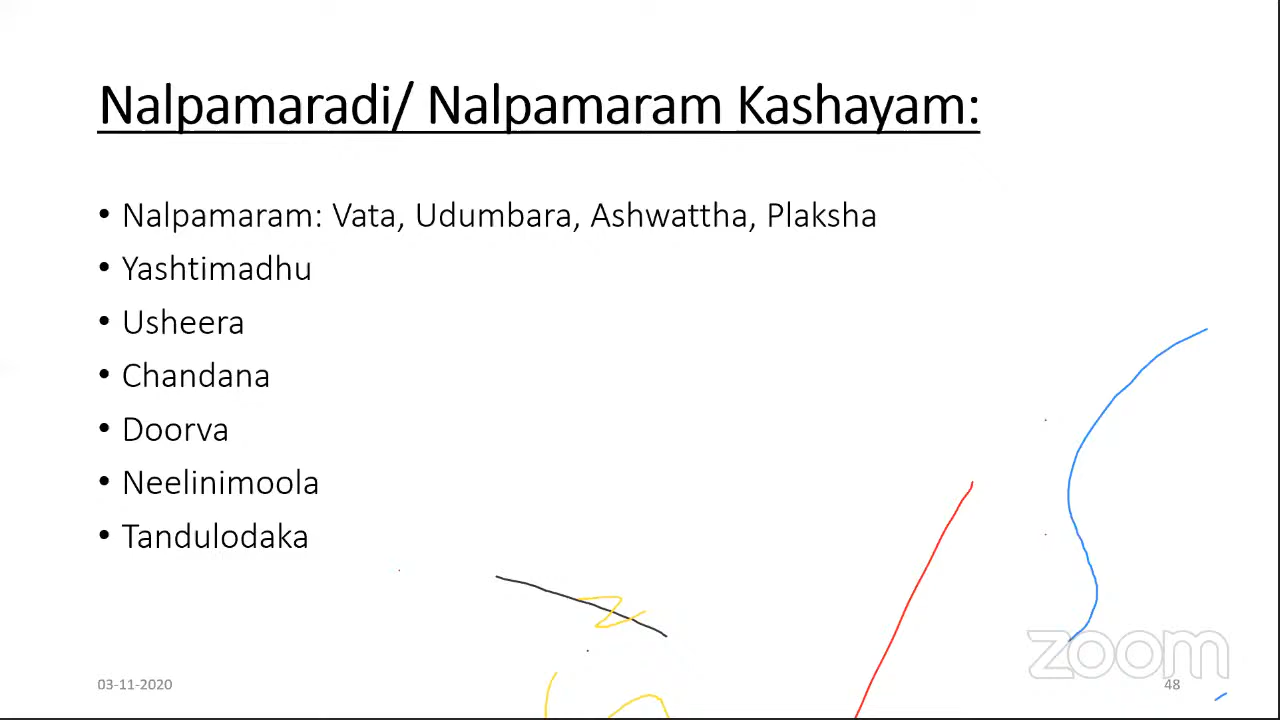 Nalpamaradi/ Nalpamaram Kashayam:
• Nalpamaram: Vata, Udumbara, Ashwattha, Plaksha
• Yashtimadhu
• Usheera
• Chandana
• Doorva
• Neelinimoola
• Tandulodaka
zoom
03-11-2020
48